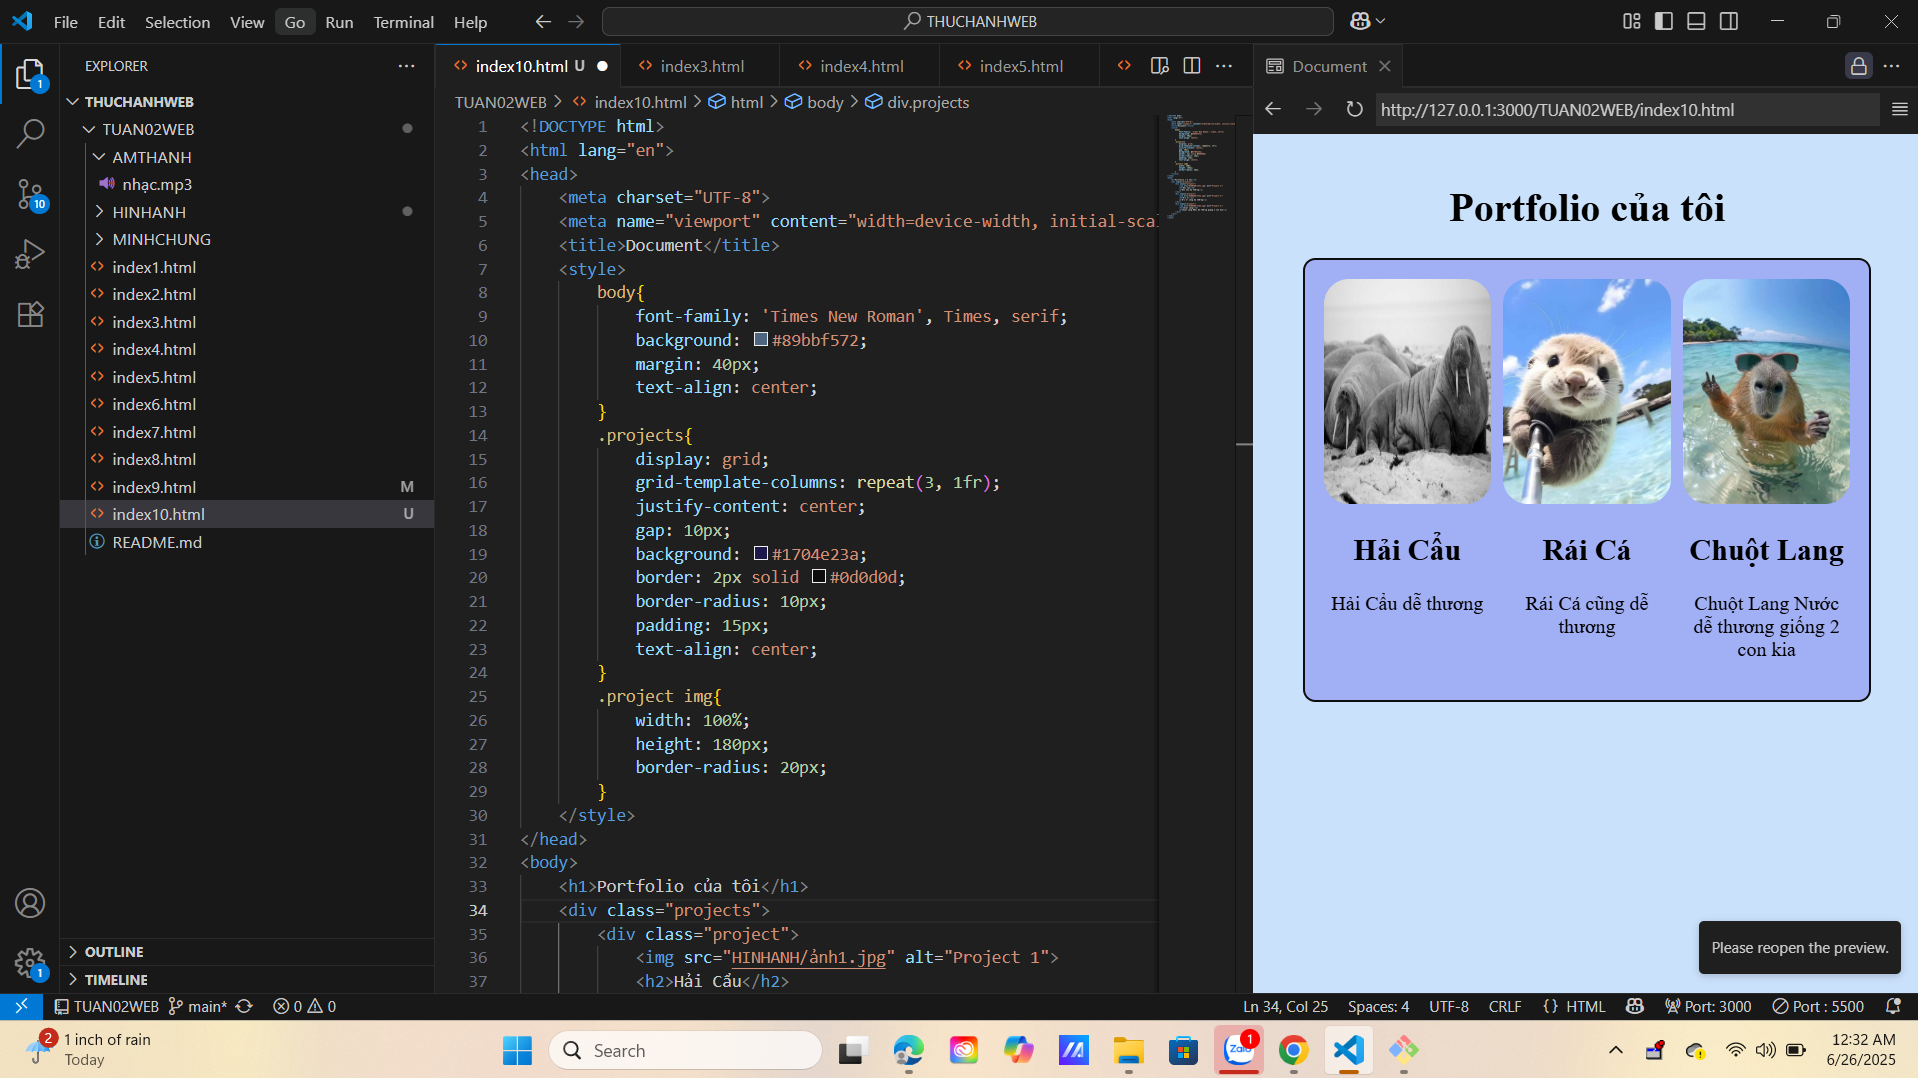 File Edit Selection View Go Run Terminal Help
THUCHANHWEB
EXPLORER
THUCHANHWEB
TUAN02WEB
AMTHANH
nhạc.mp3
HINHANH
MINHCHUNG
index1.html
index2.html
index3.html
index4.html
index5.html
index6.html
index7.html
index8.html
index9.html M
index10.html U
README.md
OUTLINE
TIMELINE
1
10
1
index10.html U
index3.html
index4.html
index5.html
TUAN02WEB > index10.html > html > body > div.projects
1 <!DOCTYPE html>
2 <html lang="en">
3 <head>
4 <meta charset="UTF-8">
5 <meta name="viewport" content="width=device-width, initial-scal
6 <title>Document</title>
7 <style>
8 body{
9 font-family: 'Times New Roman', Times, serif;
10 background: #89bbf572;
11 margin: 40px;
12 text-align: center;
13 }
14 .projects{
15 display: grid;
16 grid-template-columns: repeat(3, 1fr);
17 justify-content: center;
18 gap: 10px;
19 background: #1704e23a;
20 border: 2px solid #0d0d0d;
21 border-radius: 10px;
22 padding: 15px;
23 text-align: center;
24 }
25 .project img{
26 width: 100%;
27 height: 180px;
28 border-radius: 20px;
29 }
30 </style>
31 </head>
32 <body>
33 <h1>Portfolio của tôi</h1>
34 <div class="projects">
35 <div class="project">
36 <img src="HINHANH/ảnh1.jpg" alt="Project 1">
37 <h2>Hải Cẩu</h2>
Document
http://127.0.0.1:3000/TUAN02WEB/index10.html
Portfolio của tôi
Hải Cẩu
Hải Cẩu dễ thương
Rái Cá
Rái Cá cũng dễ
thương
Chuột Lang
Chuột Lang Nước
dễ thương giống 2
con kia
Please reopen the preview.
TUAN02WEB main* 0 0
Ln 34, Col 25 Spaces: 4 UTF-8 CRLF {} HTML Port: 3000 Port : 5500
2
1 inch of rain
Today
Search
Zalo
1
12:32 AM
6/26/2025